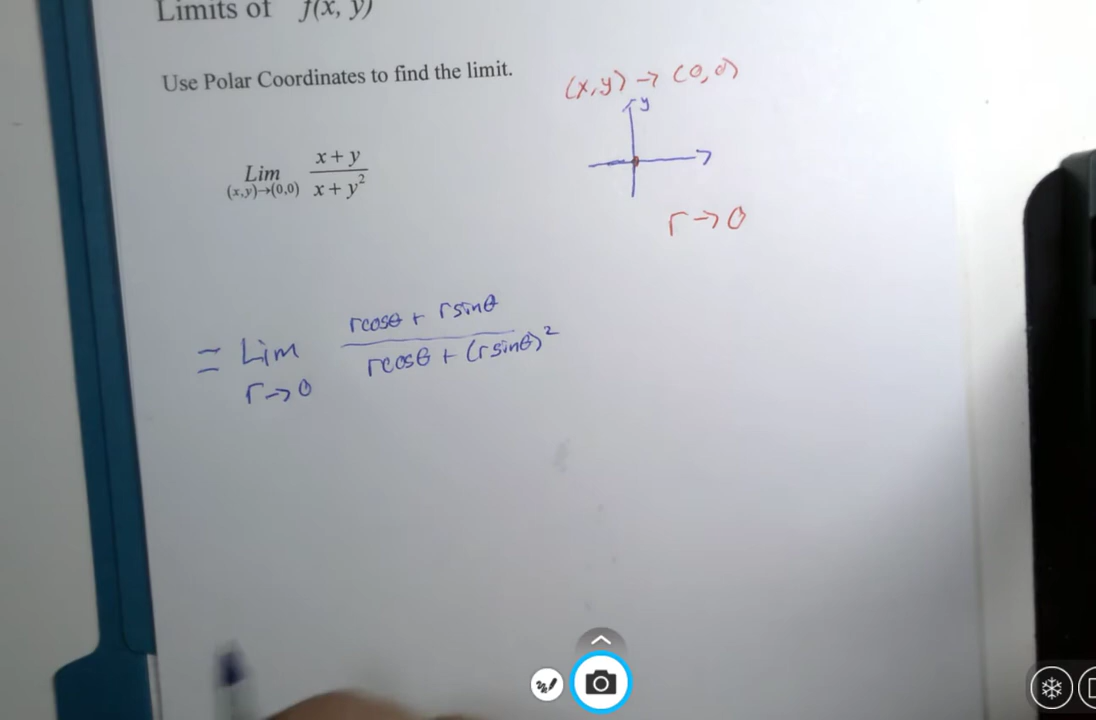 Limits of f(x, y)
Use Polar Coordinates to find the limit.
(x,y) → (0,0)
y
Lim x+y
(x,y)→(0,0) x+y²
r→0
= Lim rcosθ + rsinθ
r→0 rcosθ + (rsinθ)²